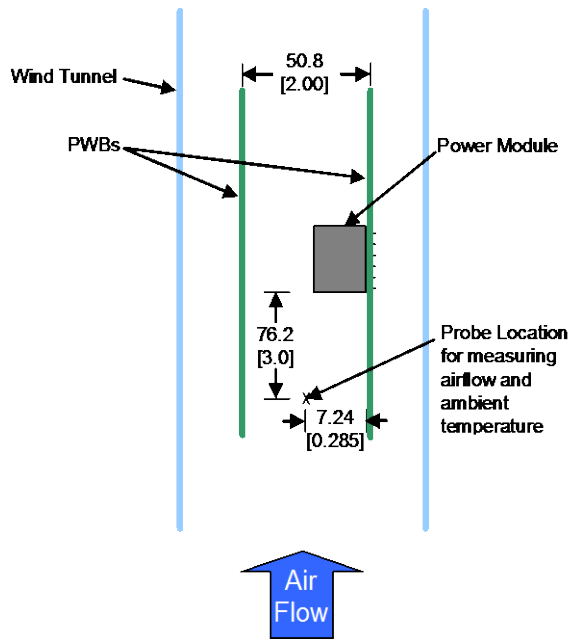 50.8
[2.00]
Wind Tunnel
PWBs
Power Module
76.2
[3.0]
Probe Location
for measuring
airflow and
ambient
temperature
x
7.24
[0.285]
Air
Flow